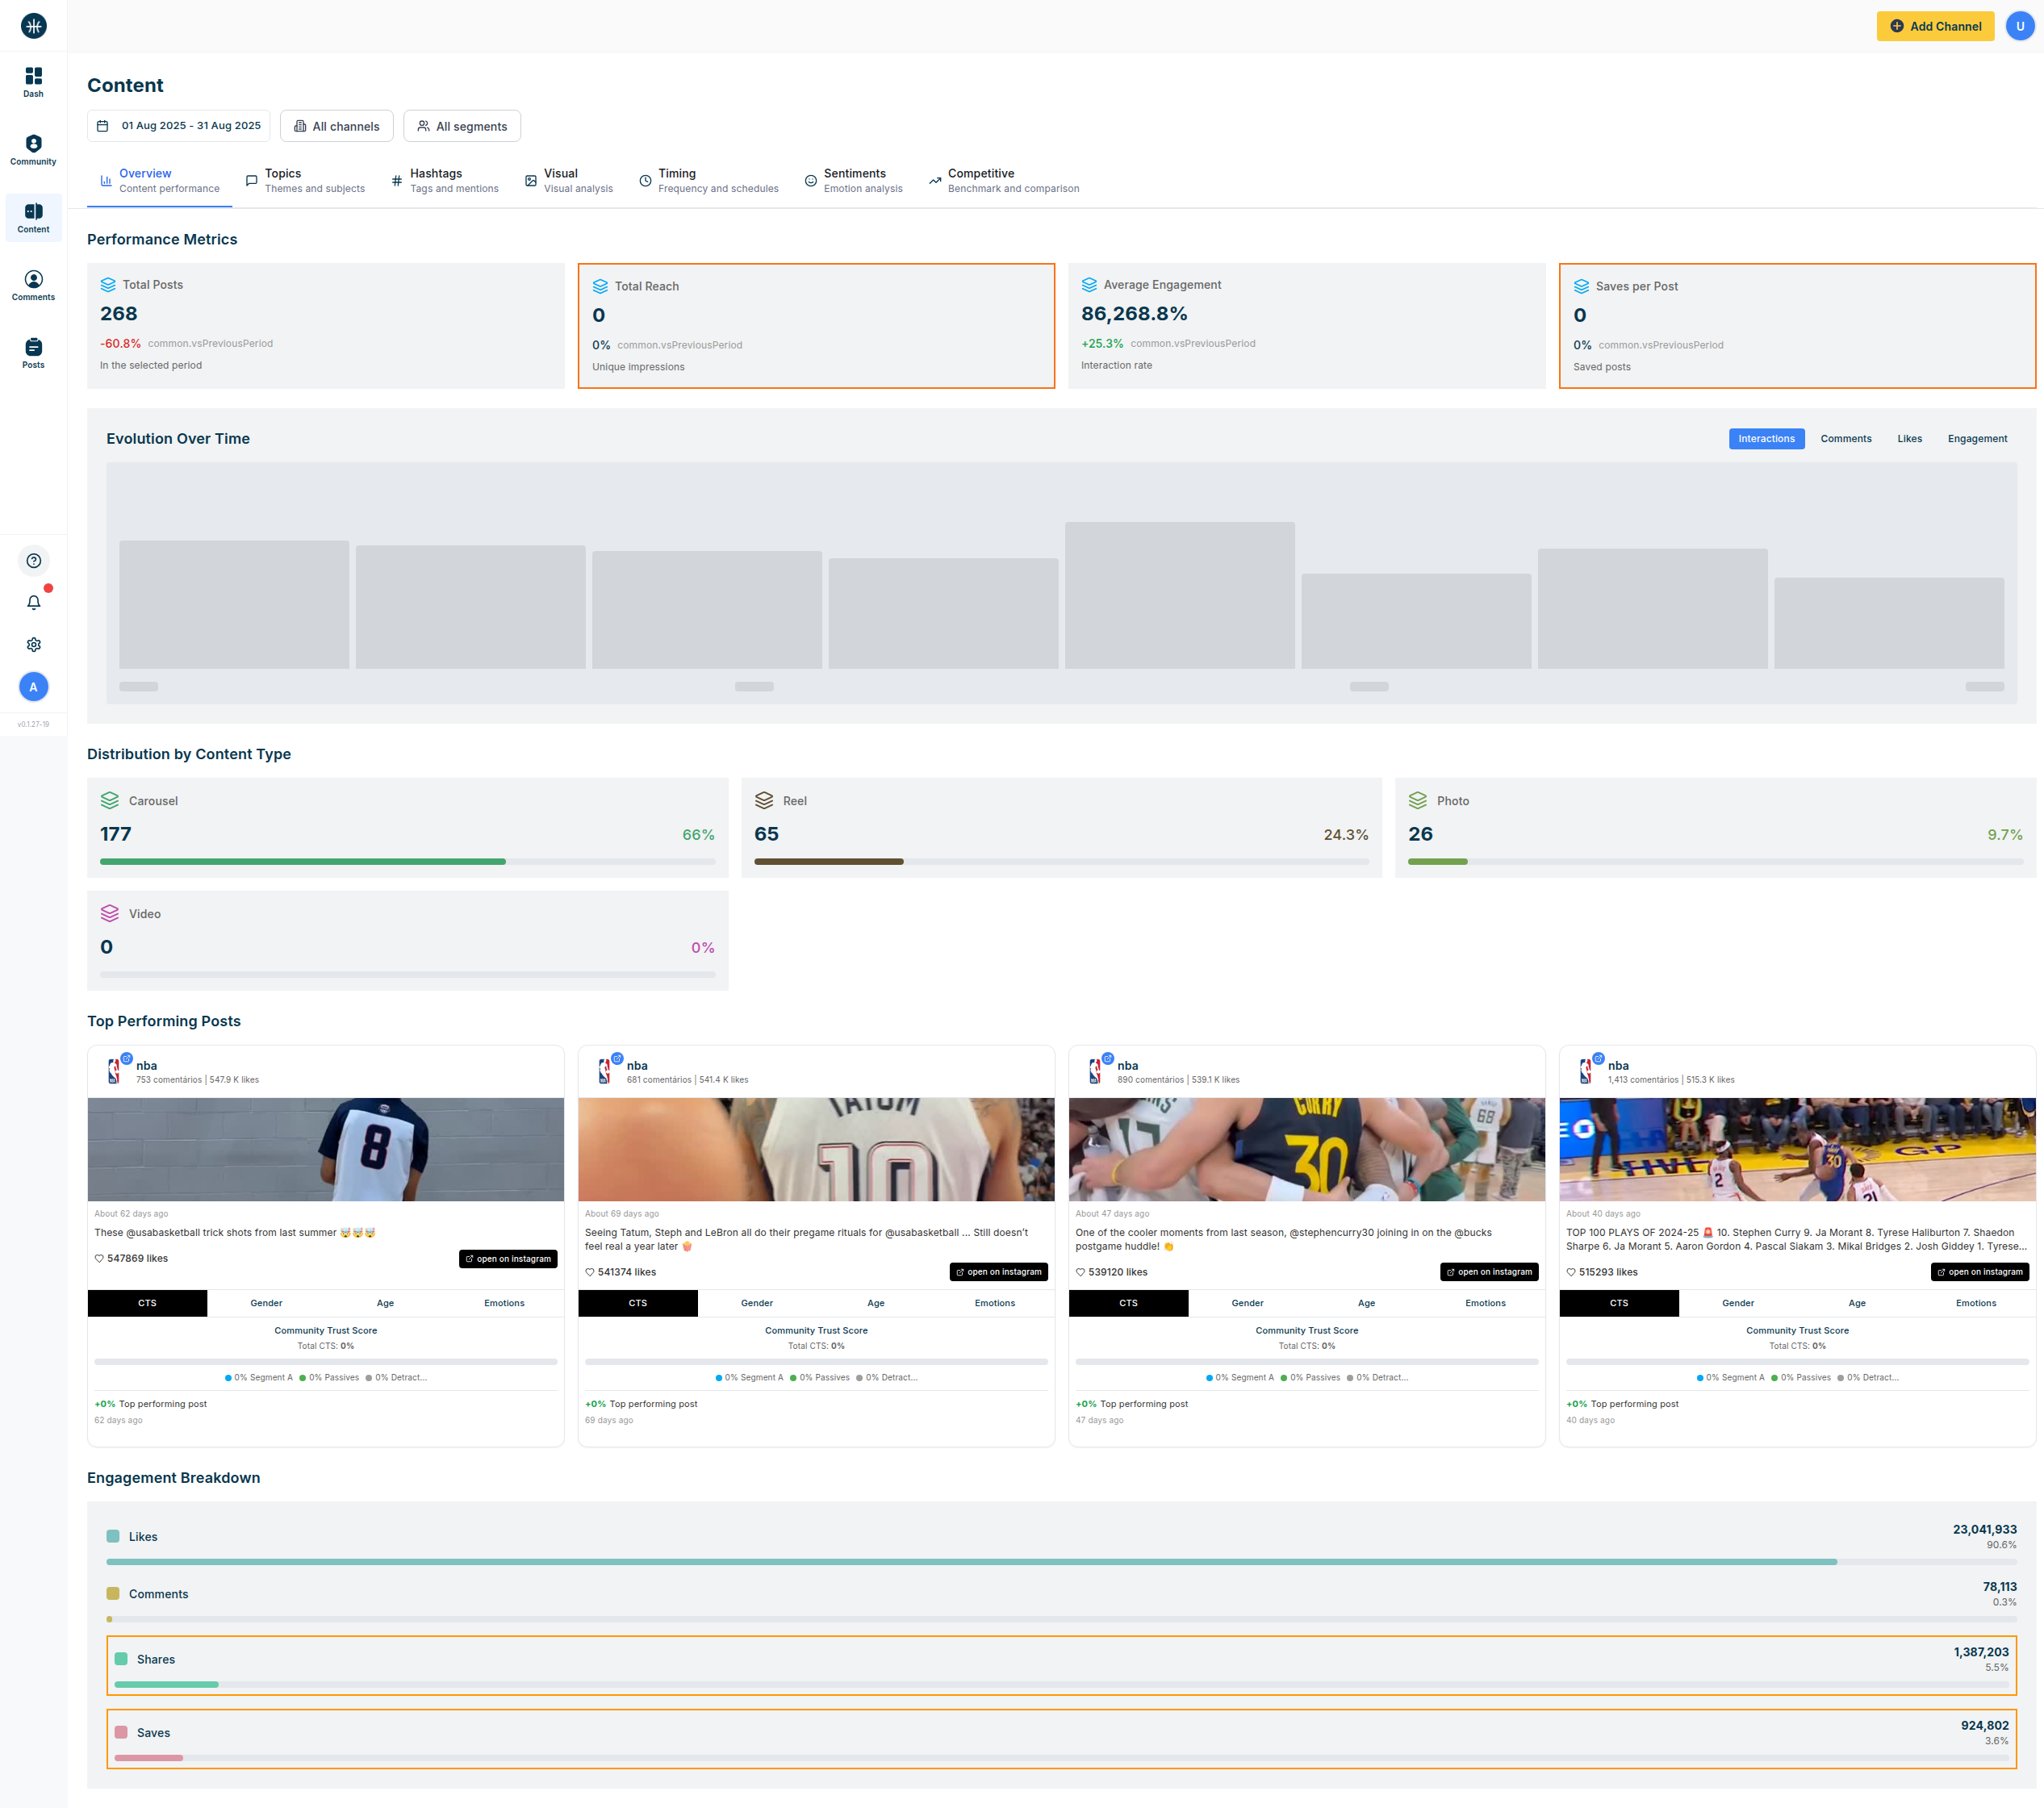 Add Channel
U
Dash
Community
Content
Comments
Posts
A
v0.1.27-19
Content
01 Aug 2025 - 31 Aug 2025
All channels
All segments
Overview
Content performance
Topics
Themes and subjects
Hashtags
Tags and mentions
Visual
Visual analysis
Timing
Frequency and schedules
Sentiments
Emotion analysis
Competitive
Benchmark and comparison
Performance Metrics
Total Posts
268
-60.8% common.vsPreviousPeriod
In the selected period
Total Reach
0
0% common.vsPreviousPeriod
Unique Impressions
Average Engagement
86,268.8%
+25.3% common.vsPreviousPeriod
Interaction rate
Saves per Post
0
0% common.vsPreviousPeriod
Saved posts
Evolution Over Time
Interactions Comments Likes Engagement
Distribution by Content Type
Carousel
177 66%
Reel
65 24.3%
Photo
26 9.7%
Video
0 0%
Top Performing Posts
nba
753 comentários | 547.9 K likes
8
About 62 days ago
These @usabasketball trick shots from last summer 🤯🤯🤯
547869 likes
open on instagram
CTS Gender Age Emotions
Community Trust Score
Total CTS: 0%
0% Segment A 0% Passives 0% Detract...
+0% Top performing post
62 days ago
nba
681 comentários | 541.4 K likes
TATUM
10
About 69 days ago
Seeing Tatum, Steph and LeBron all do their pregame rituals for @usabasketball ... Still doesn't
feel real a year later 🍿
541374 likes
open on instagram
CTS Gender Age Emotions
Community Trust Score
Total CTS: 0%
0% Segment A 0% Passives 0% Detract...
+0% Top performing post
69 days ago
nba
890 comentários | 539.1 K likes
CURRY
30
68
About 47 days ago
One of the cooler moments from last season, @stephencurry30 joining in on the @bucks
postgame huddle! 👏
539120 likes
open on instagram
CTS Gender Age Emotions
Community Trust Score
Total CTS: 0%
0% Segment A 0% Passives 0% Detract...
+0% Top performing post
47 days ago
nba
1,413 comentários | 515.3 K likes
30
2
21
About 40 days ago
TOP 100 PLAYS OF 2024-25 🚨 10. Stephen Curry 9. Ja Morant 8. Tyrese Haliburton 7. Shaedon
Sharpe 6. Ja Morant 5. Aaron Gordon 4. Pascal Siakam 3. Mikal Bridges 2. Josh Giddey 1. Tyrese...
515293 likes
open on instagram
CTS Gender Age Emotions
Community Trust Score
Total CTS: 0%
0% Segment A 0% Passives 0% Detract...
+0% Top performing post
40 days ago
Engagement Breakdown
Likes
23,041,933
90.6%
Comments
78,113
0.3%
Shares
1,387,203
5.5%
Saves
924,802
3.6%